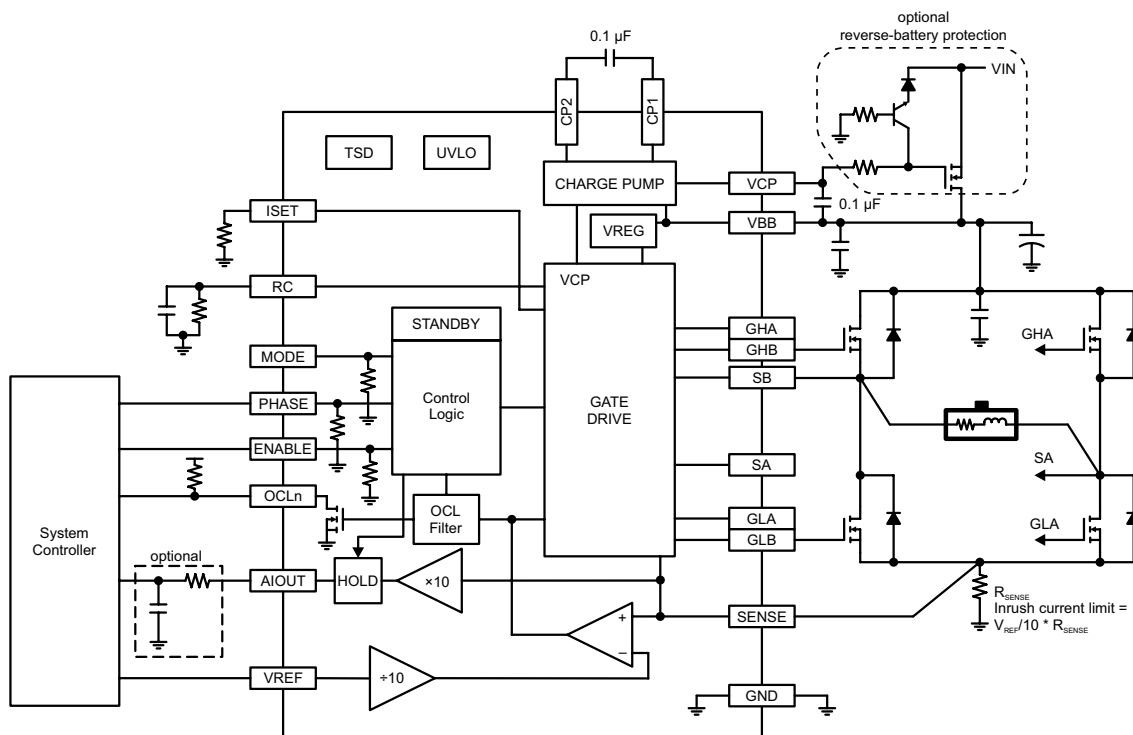 optional
reverse-battery protection
0.1 µF
VIN
CP2
CP1
TSD
UVLO
CHARGE PUMP
VCP
0.1 µF
ISET
VREG
VBB
VCP
RC
STANDBY
GHA
GHA
MODE
GHB
SB
Control
Logic
PHASE
GATE
DRIVE
ENABLE
SA
SA
OCLn
OCL
Filter
GLA
GLA
GLB
System
Controller
optional
AIOUT
HOLD
×10
RSENSE
Inrush current limit =
VREF/10 * RSENSE
SENSE
+
–
VREF
÷10
GND